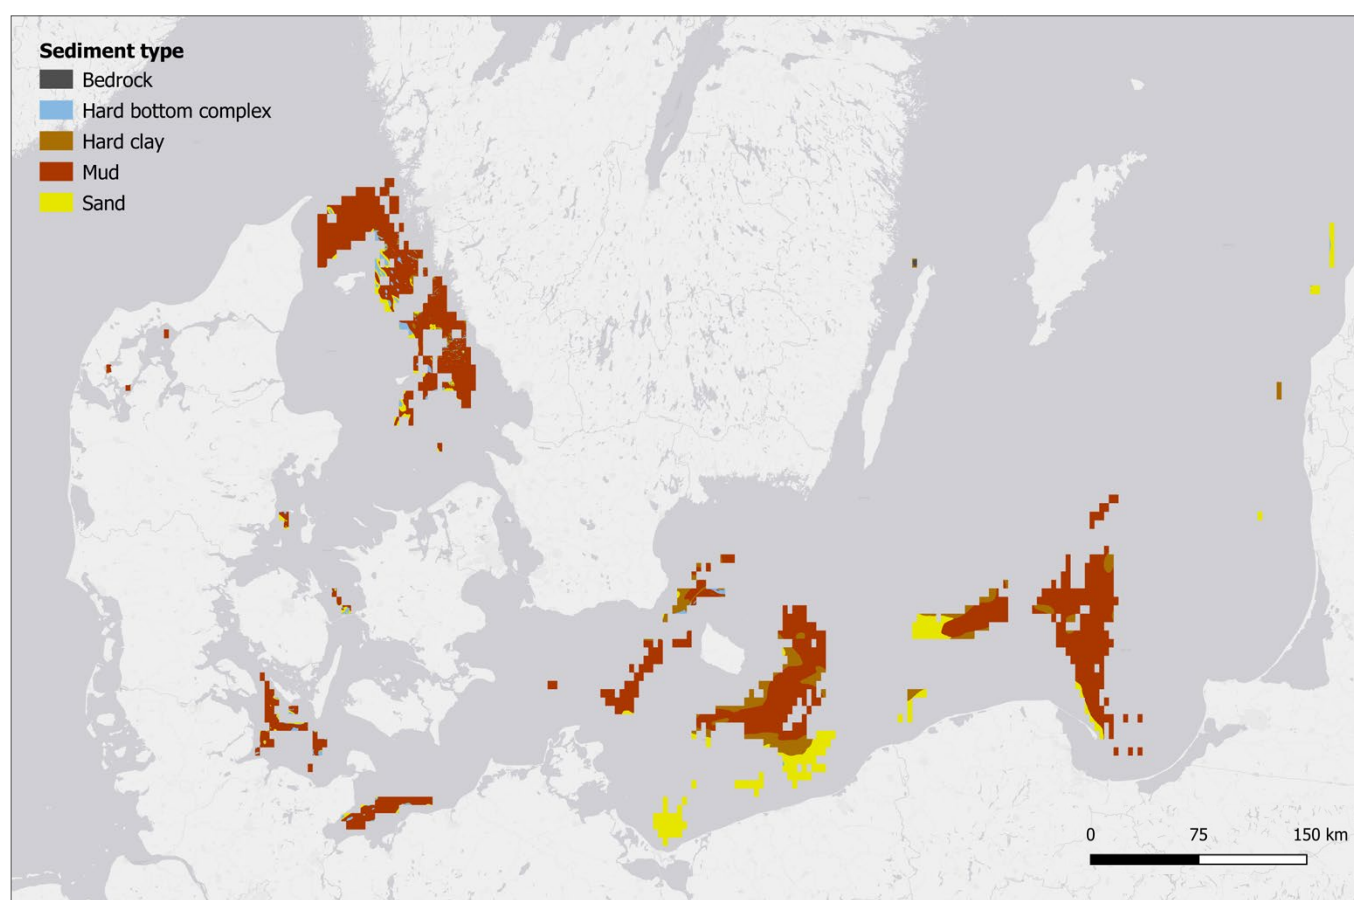 Sediment type
Bedrock
Hard bottom complex
Hard clay
Mud
Sand
0 75 150 km